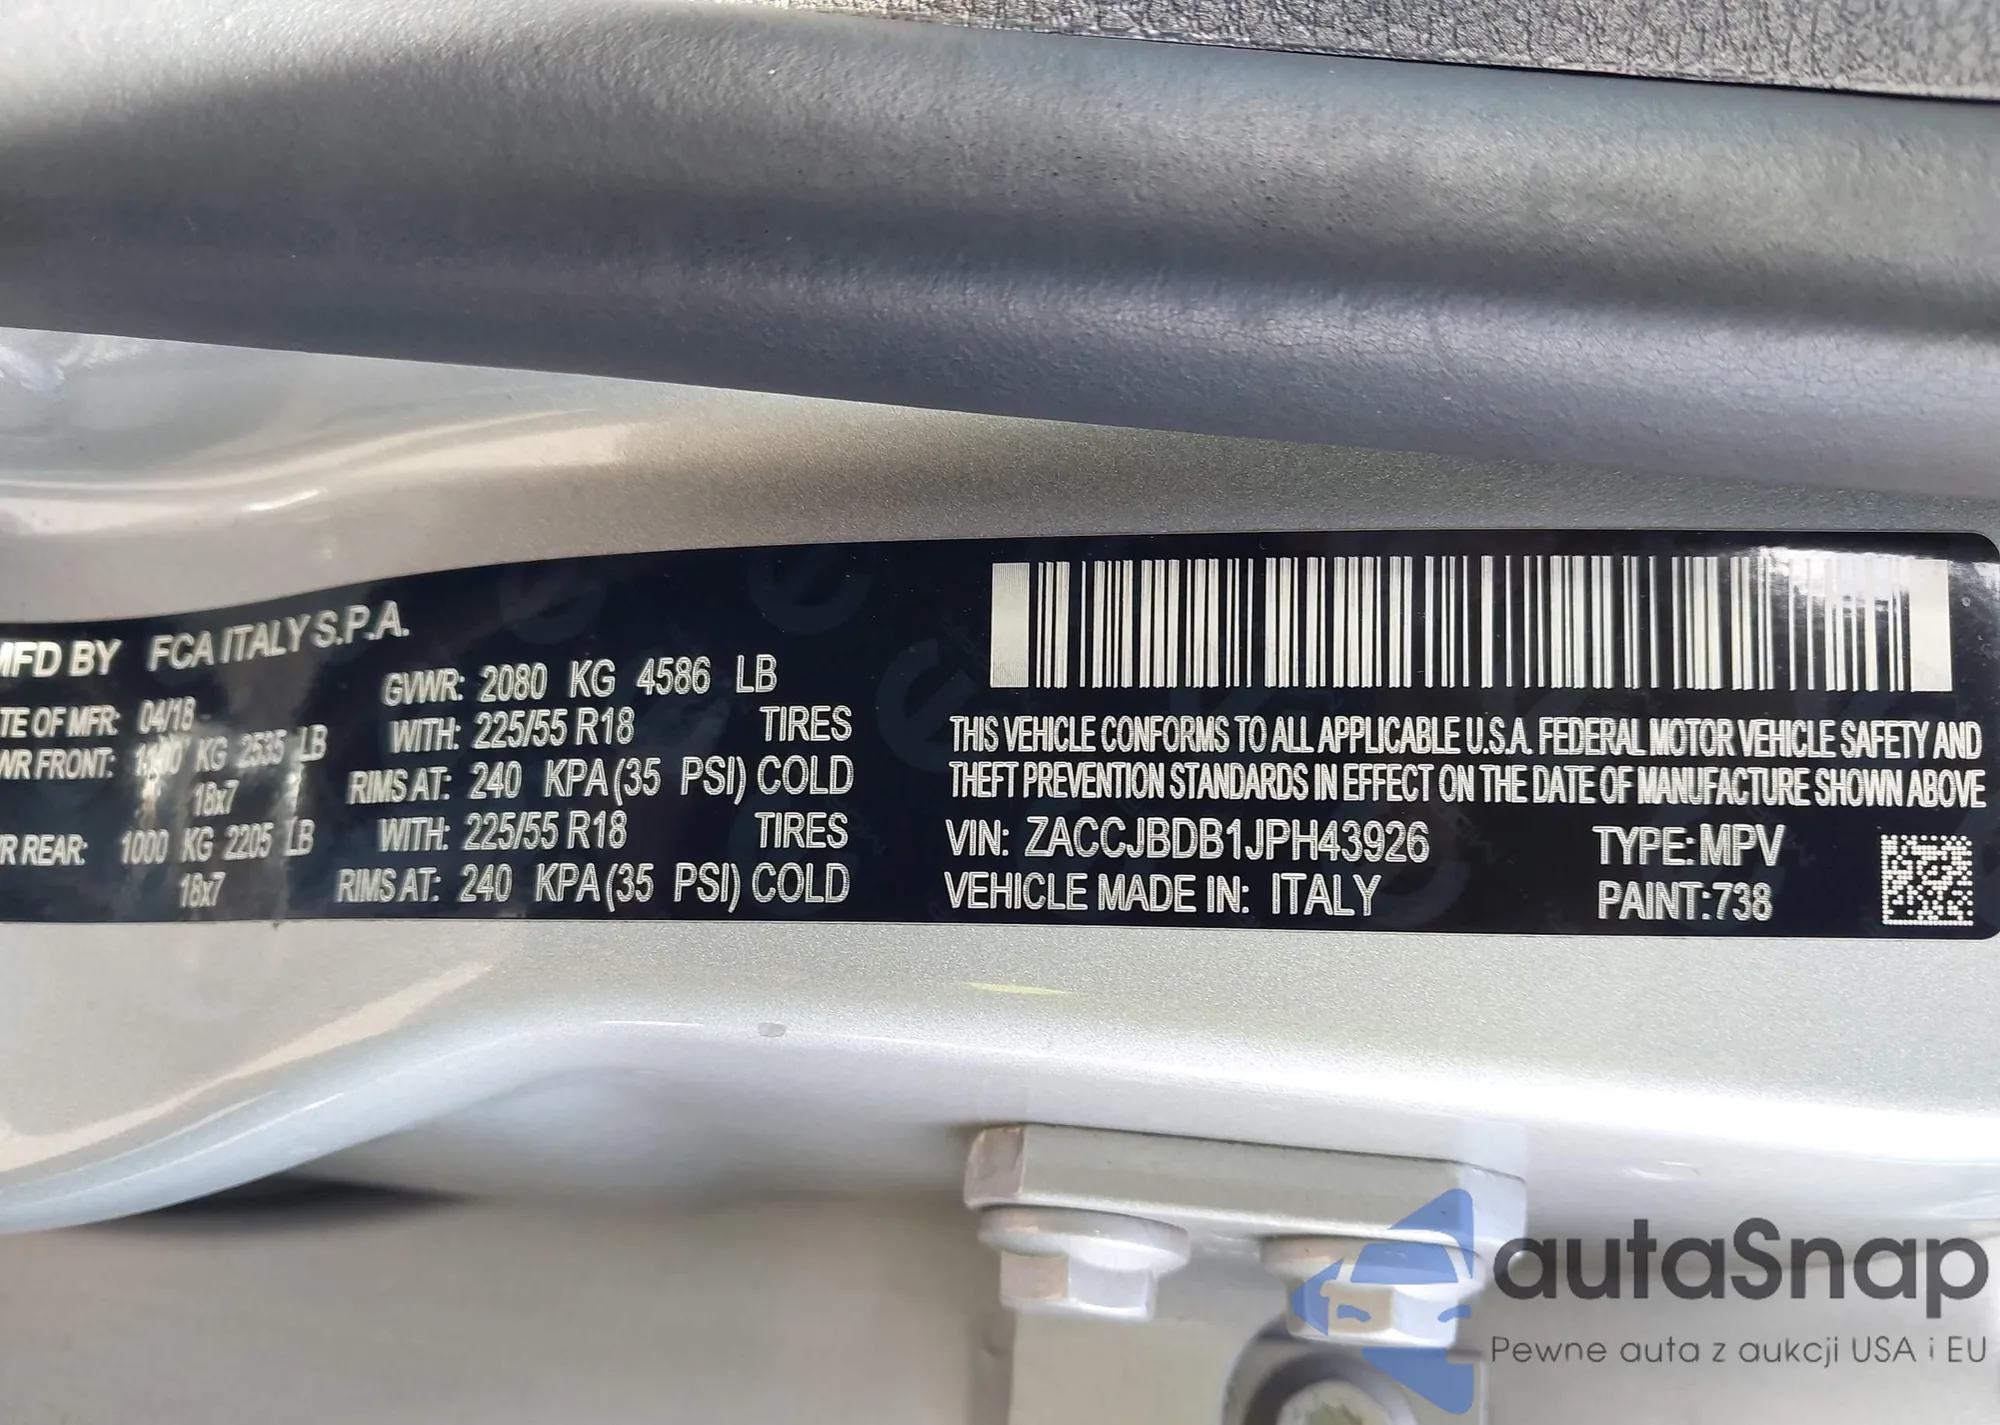 MFD BY FCA ITALY S.P.A.
TE OF MFR: 04/18 GVWR: 2080 KG 4586 LB
WR FRONT: KG 2535 LB WITH: 225/55 R18 TIRES
18x7 RIMS AT: 240 KPA (35 PSI) COLD
R REAR: 1000 KG 2205 LB WITH: 225/55 R18 TIRES
18x7 RIMS AT: 240 KPA (35 PSI) COLD
THIS VEHICLE CONFORMS TO ALL APPLICABLE U.S.A. FEDERAL MOTOR VEHICLE SAFETY AND
THEFT PREVENTION STANDARDS IN EFFECT ON THE DATE OF MANUFACTURE SHOWN ABOVE
VIN: ZACCJBDB1JPH43926 TYPE: MPV
VEHICLE MADE IN: ITALY PAINT: 738
autaSnap
Pewne auta z aukcji USA i EU